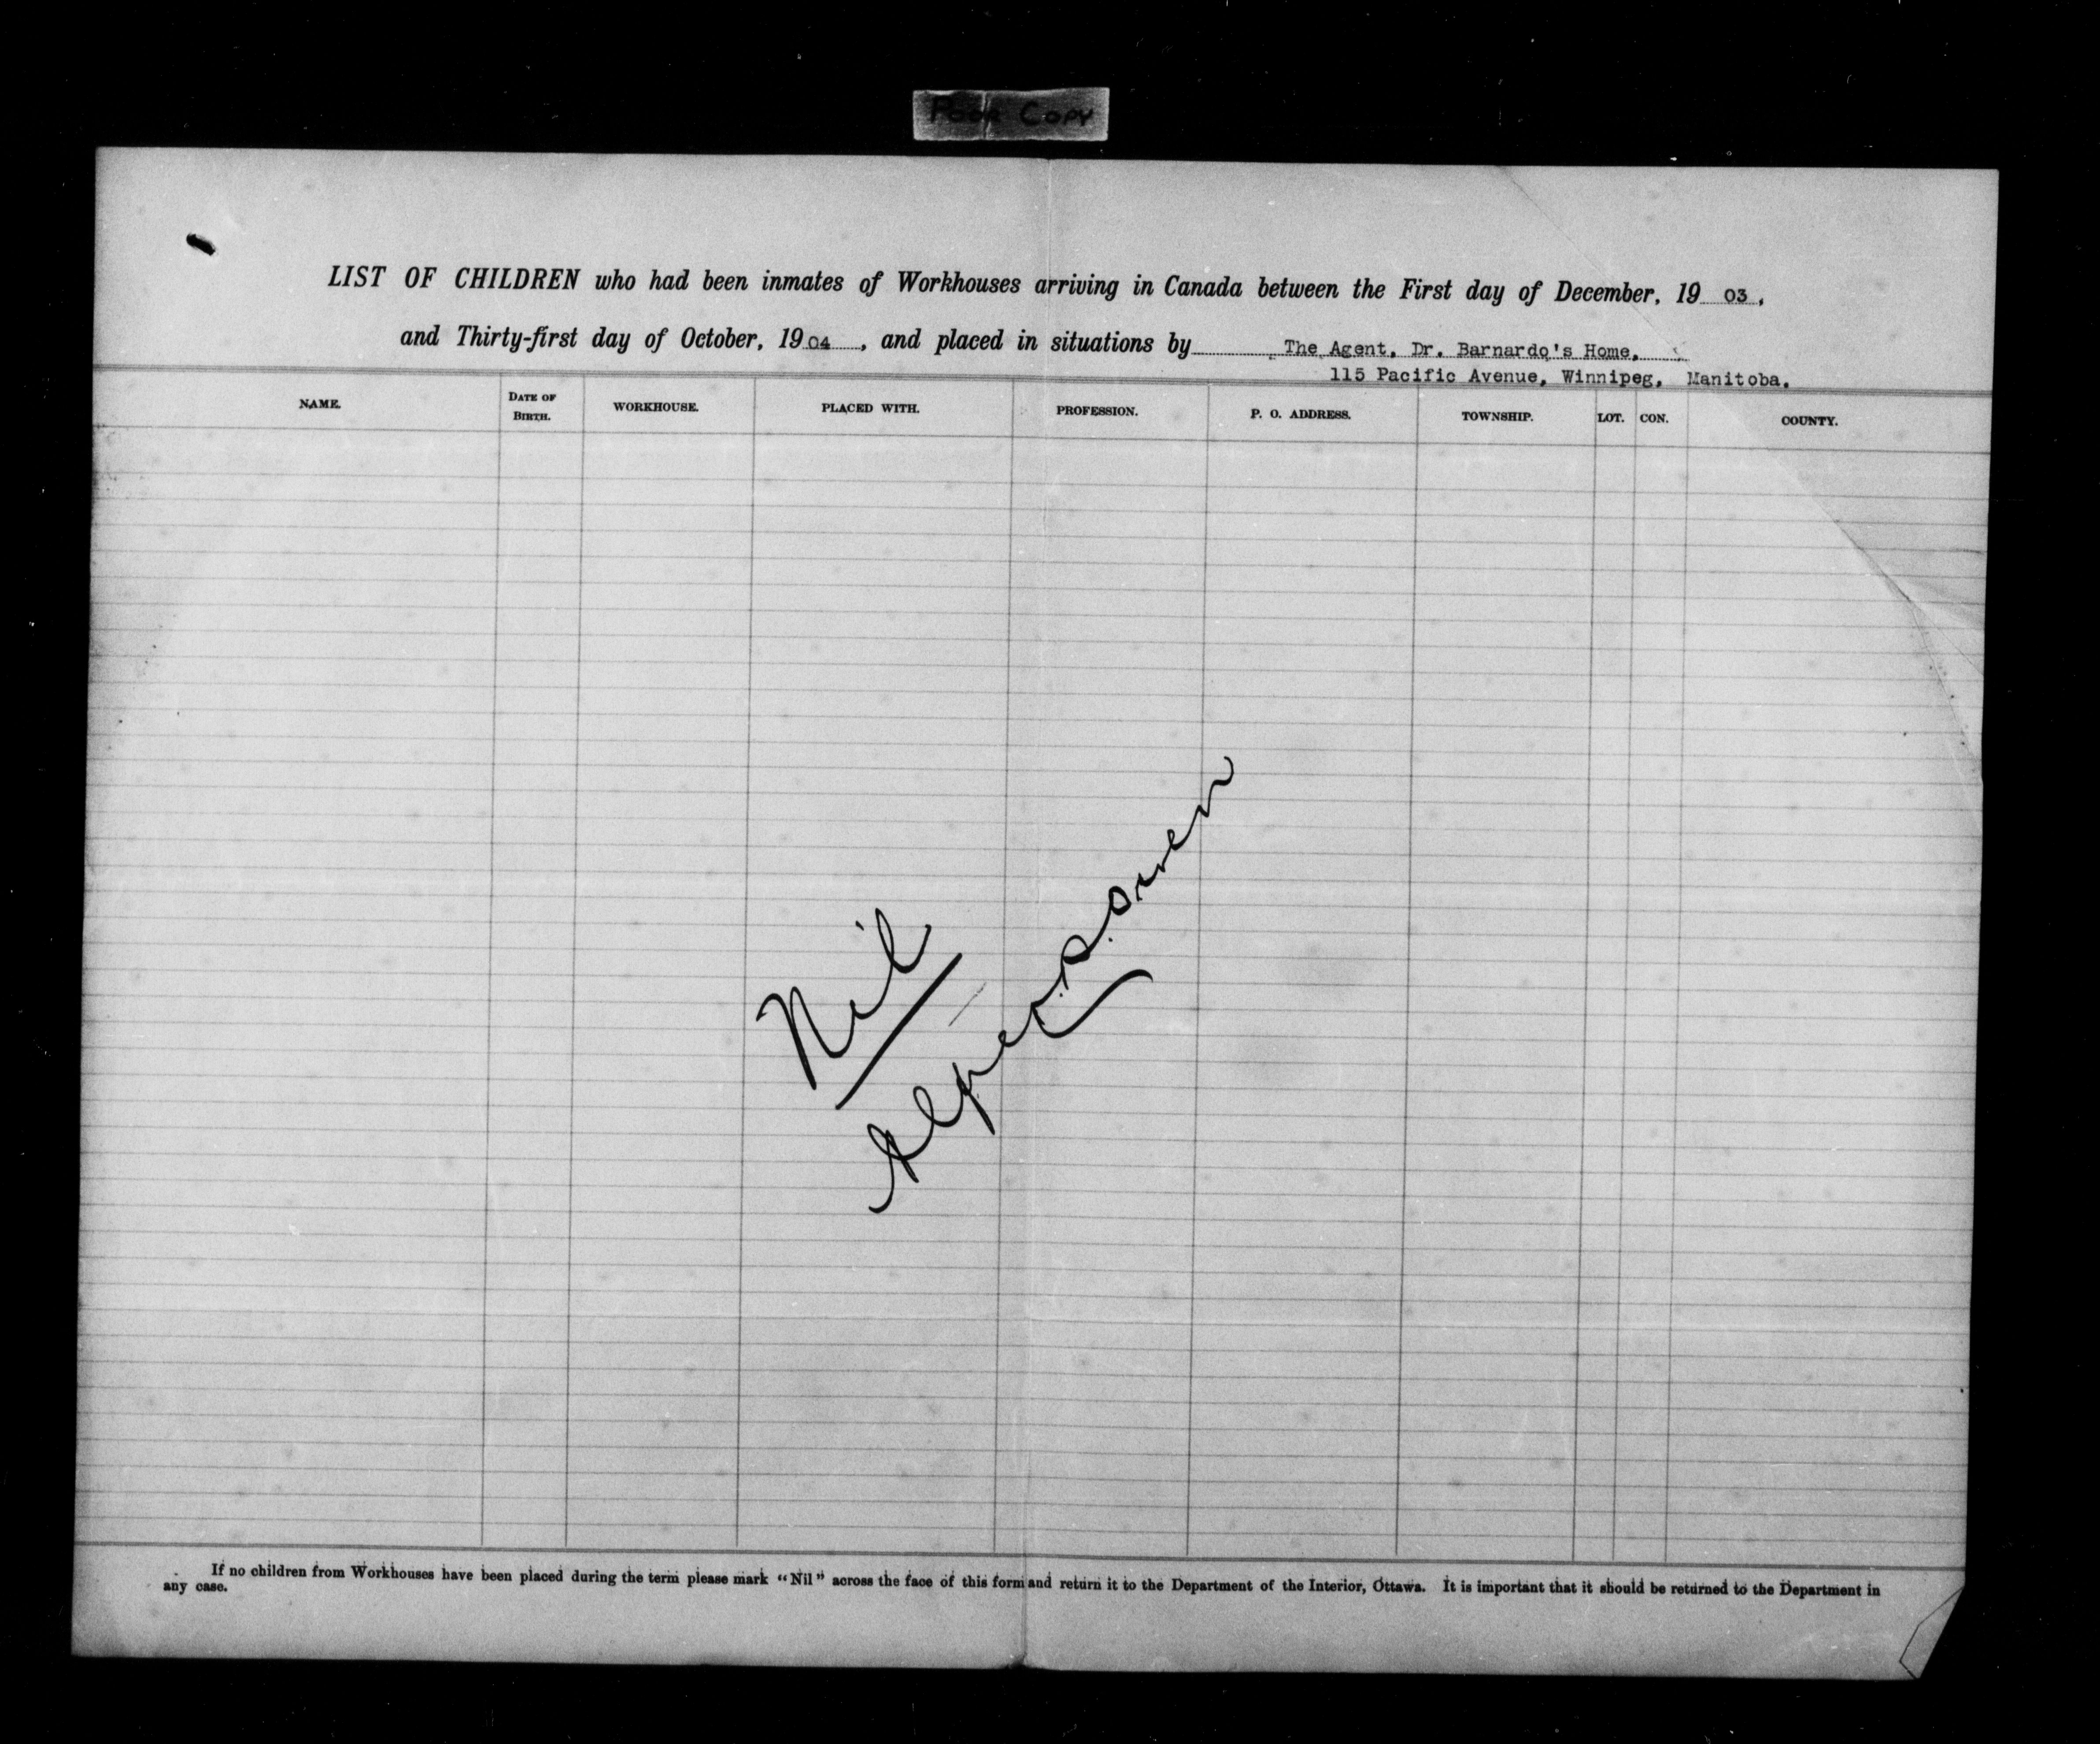 POOR COPY
LIST OF CHILDREN who had been inmates of Workhouses arriving in Canada between the First day of December, 1903,
and Thirty-first day of October, 1904, and placed in situations by The Agent, Dr. Barnardo's Home,
115 Pacific Avenue, Winnipeg, Manitoba.
NAME. DATE OF BIRTH. WORKHOUSE. PLACED WITH. PROFESSION. P. O. ADDRESS. TOWNSHIP. LOT. CON. COUNTY.
Nil
Alfred B. Owen
If no children from Workhouses have been placed during the term please mark "Nil" across the face of this form and return it to the Department of the Interior, Ottawa. It is important that it should be returned to the Department in
any case.